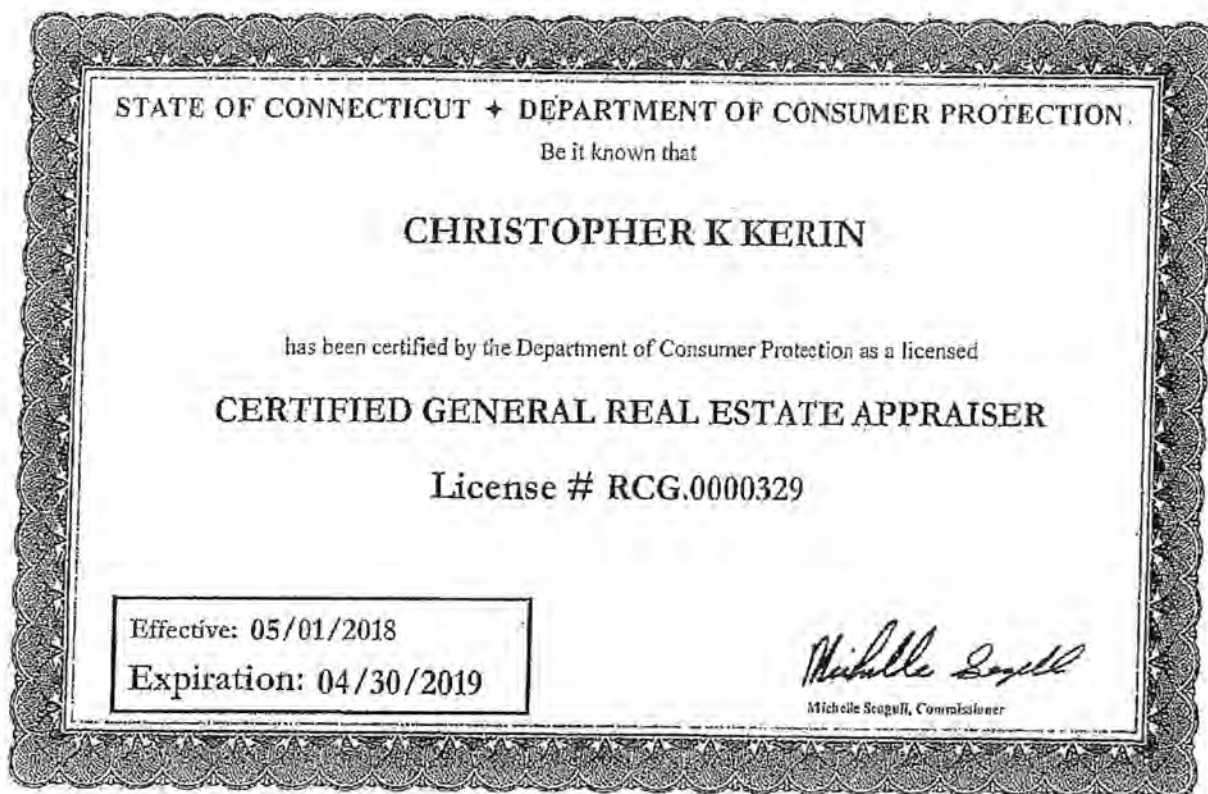 STATE OF CONNECTICUT ✦ DEPARTMENT OF CONSUMER PROTECTION
Be it known that
CHRISTOPHER K KERIN
has been certified by the Department of Consumer Protection as a licensed
CERTIFIED GENERAL REAL ESTATE APPRAISER
License # RCG.0000329
Effective: 05/01/2018
Expiration: 04/30/2019
Michelle Seagull
Michelle Seagull, Commissioner